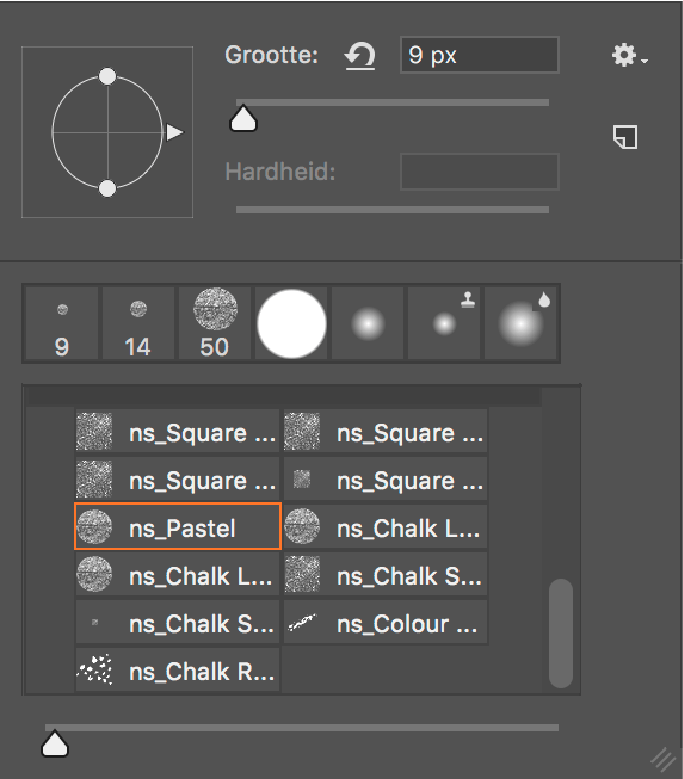 Grootte: 9 px
Hardheid:
9 14 50
ns_Square ... ns_Square ...
ns_Square ... ns_Square ...
ns_Pastel ns_Chalk L...
ns_Chalk L... ns_Chalk S...
ns_Chalk S... ns_Colour ...
ns_Chalk R...